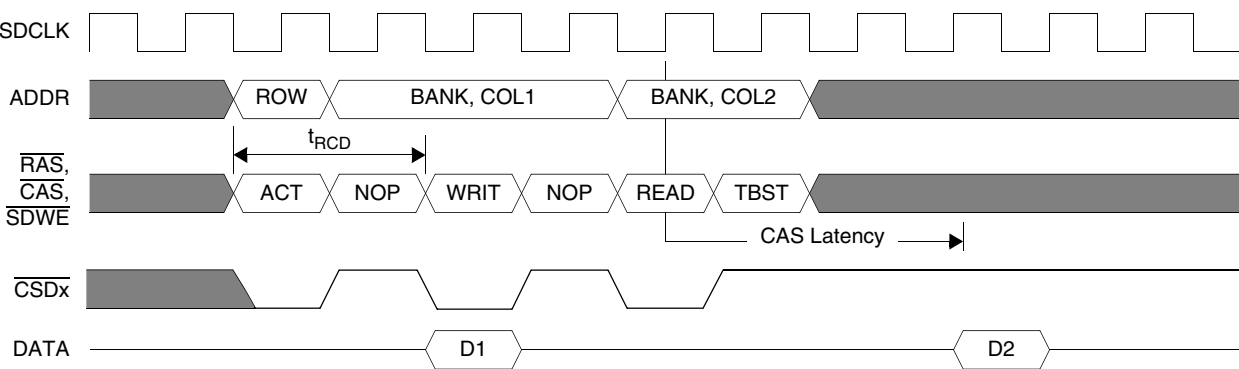 SDCLK
ADDR ROW BANK, COL1 BANK, COL2
tRCD
RAS,
CAS,
SDWE
ACT NOP WRIT NOP READ TBST
CAS Latency
CSDx
DATA D1 D2